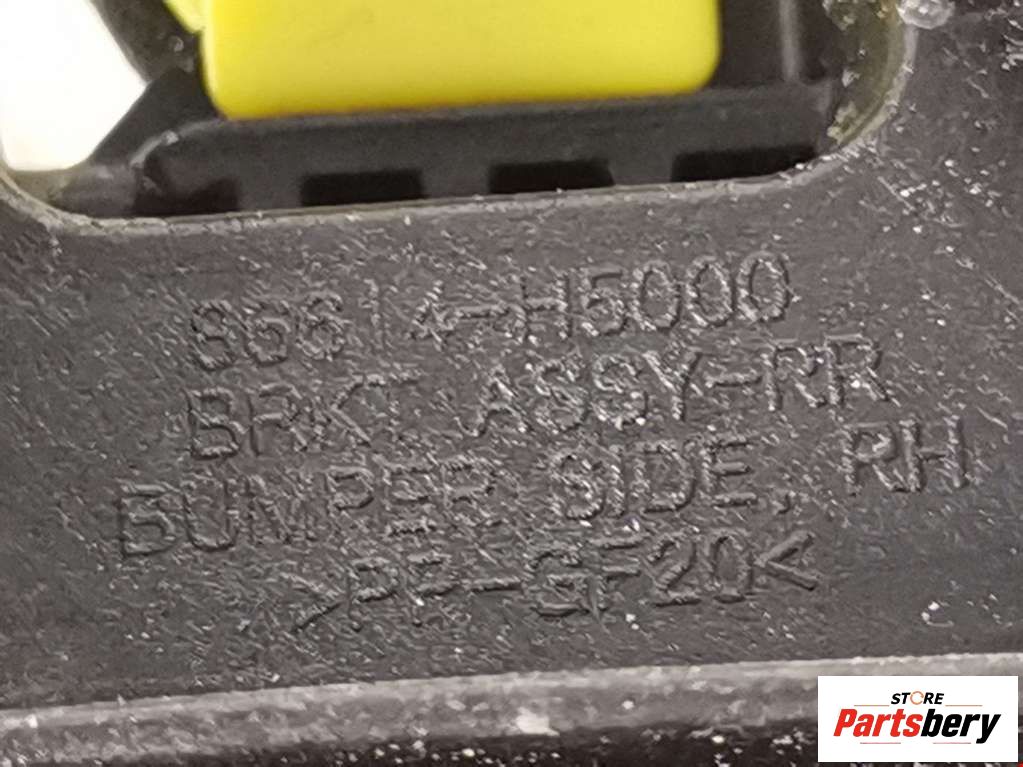 86614-H5000
BRKT ASSY-RR
BUMPER SIDE, RH
>PP-GF20<
STORE
Partsbery